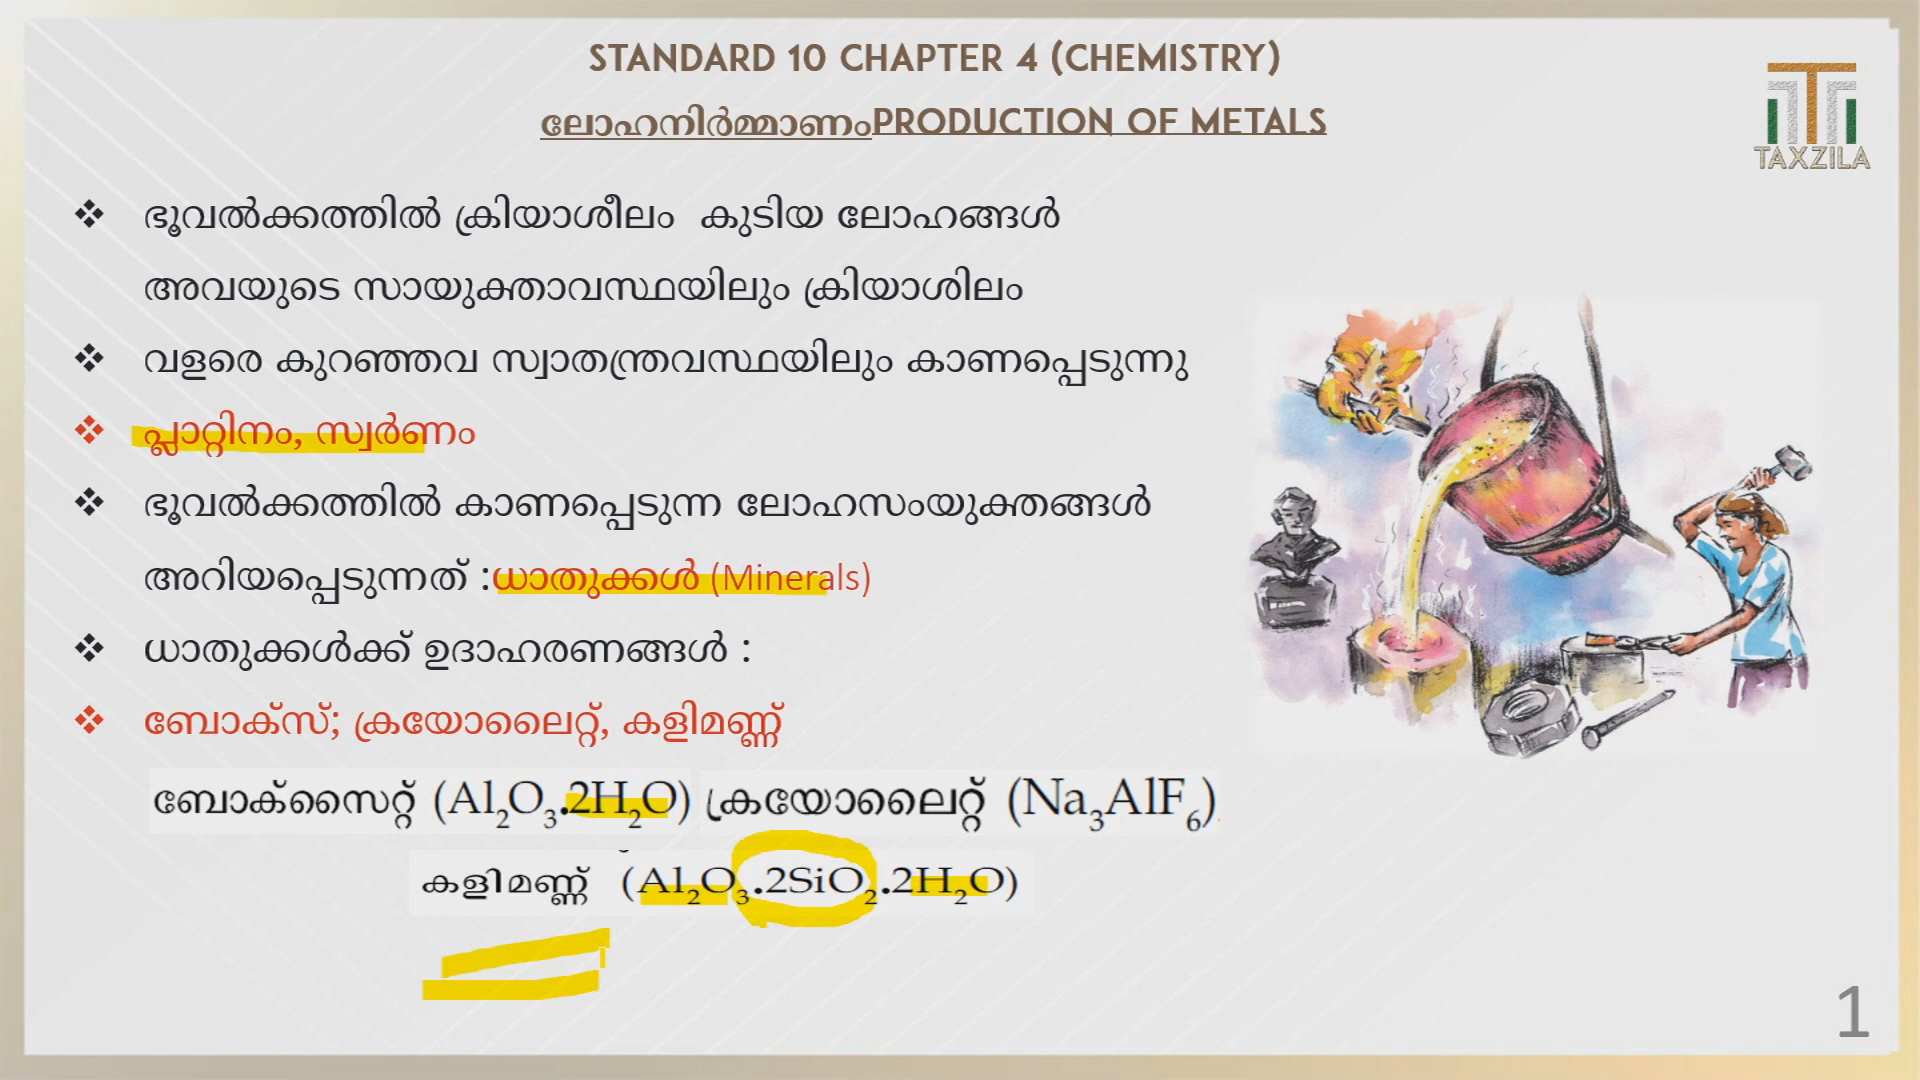 STANDARD 10 CHAPTER 4 (CHEMISTRY)
ലോഹനിർമ്മാണംPRODUCTION OF METALS
TAXZILA
❖ ഭൂവൽക്കത്തിൽ ക്രിയാശീലം കുടിയ ലോഹങ്ങൾ
അവയുടെ സായുക്താവസ്ഥയിലും ക്രിയാശിലം
❖ വളരെ കുറഞ്ഞവ സ്വാതന്ത്രവസ്ഥയിലും കാണപ്പെടുന്നു
❖ പ്ലാറ്റിനം, സ്വർണം
❖ ഭൂവൽക്കത്തിൽ കാണപ്പെടുന്ന ലോഹസംയുക്തങ്ങൾ
അറിയപ്പെടുന്നത് :ധാതുക്കൾ (Minerals)
❖ ധാതുക്കൾക്ക് ഉദാഹരണങ്ങൾ :
❖ ബോക്സ്; ക്രയോലൈറ്റ്, കളിമണ്ണ്
ബോക്സൈറ്റ് (Al₂O₃.2H₂O) ക്രയോലൈറ്റ് (Na₃AlF₆)
കളിമണ്ണ് (Al₂O₃.2SiO₂.2H₂O)
1